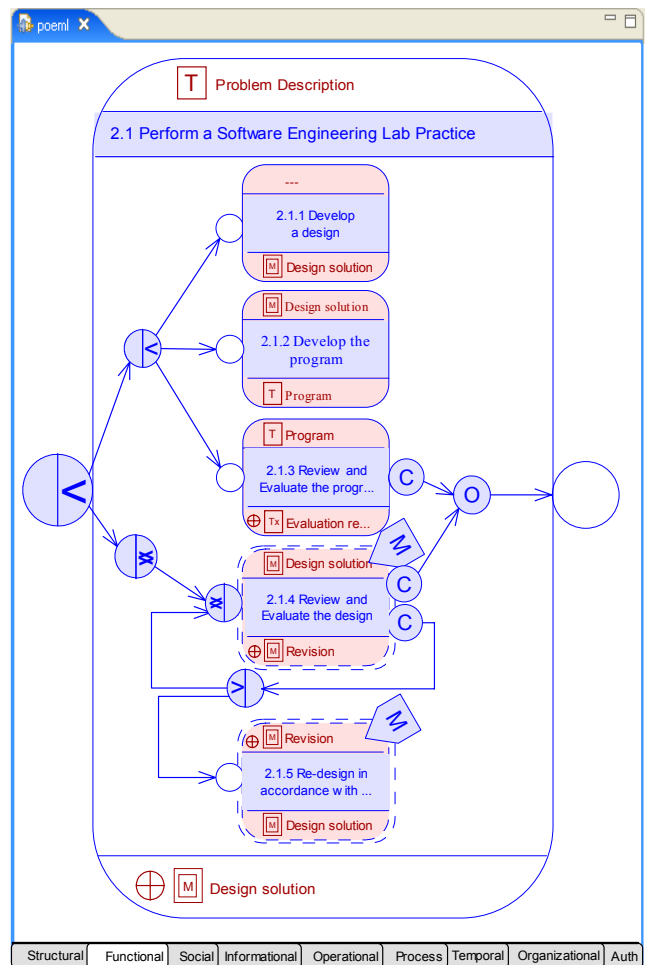 poeml
T Problem Description
2.1 Perform a Software Engineering Lab Practice
---
2.1.1 Develop
a design
M Design solution
M Design solution
2.1.2 Develop the
program
T Program
T Program
2.1.3 Review and
Evaluate the progr...
Tx Evaluation re...
C
O
M
M Design solution
C
2.1.4 Review and
Evaluate the design
C
M Revision
M
M Revision
2.1.5 Re-design in
accordance with ...
M Design solution
M Design solution
Structural Functional Social Informational Operational Process Temporal Organizational Auth